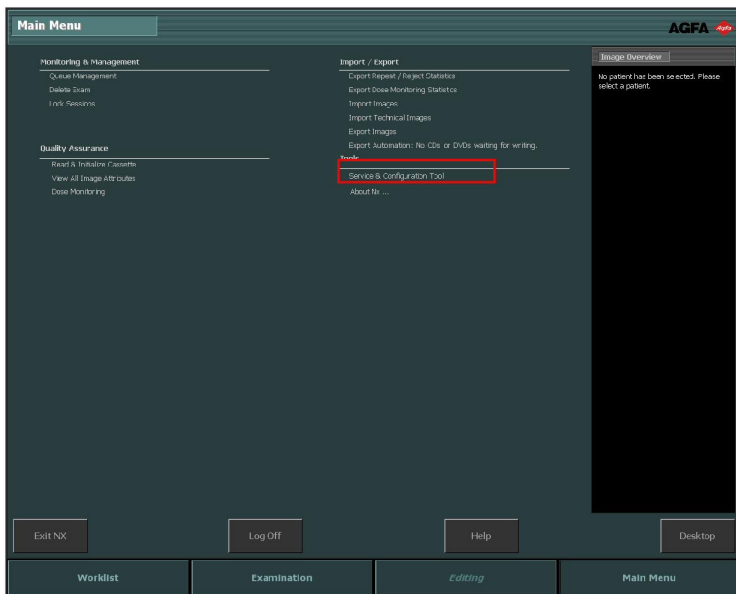 Main Menu
AGFA
Monitoring & Management
Queue Management
Delete Exam
Lock Sessions
Quality Assurance
Read & Initialize Cassette
View All Image Attributes
Dose Monitoring
Import / Export
Export Repeat / Reject Statistics
Export Dose Monitoring Statistics
Import Images
Import Technical Images
Export Images
Export Automation: No CDs or DVDs waiting for writing.
Tools
Service & Configuration Tool
About Nx ...
Image Overview
No patient has been selected. Please
select a patient.
Exit NX
Log Off
Help
Desktop
Worklist
Examination
Editing
Main Menu